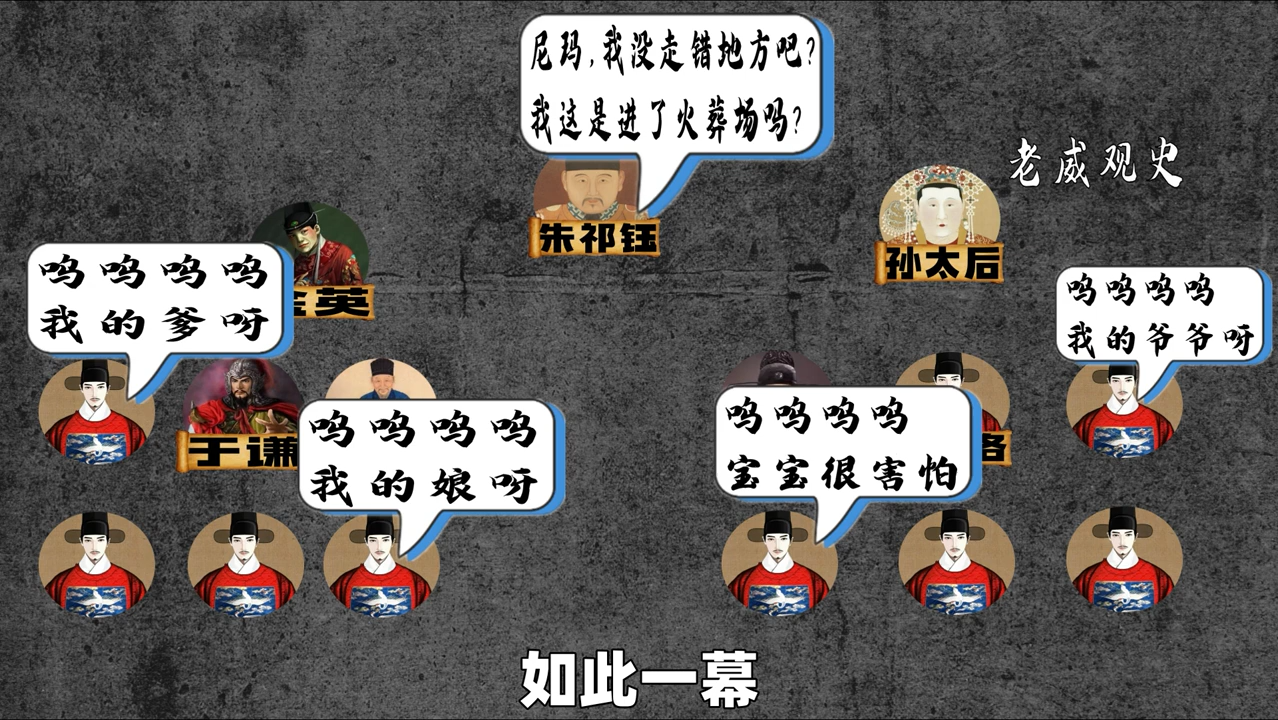 尼玛,我没走错地方吧?
我这是进了火葬场吗?
老威观史
朱祁钰
孙太后
金英
呜呜呜呜
我的爹呀
呜呜呜呜
我的爷爷呀
于谦
呜呜呜呜
我的娘呀
呜呜呜呜
宝宝很害怕
如此一幕